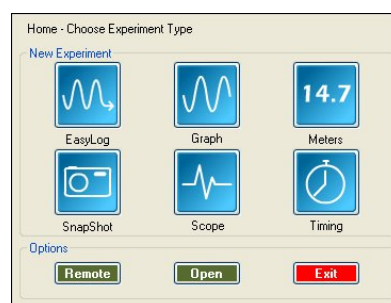 Home - Choose Experiment Type
New Experiment
14.7
EasyLog Graph Meters
SnapShot Scope Timing
Options
Remote Open Exit